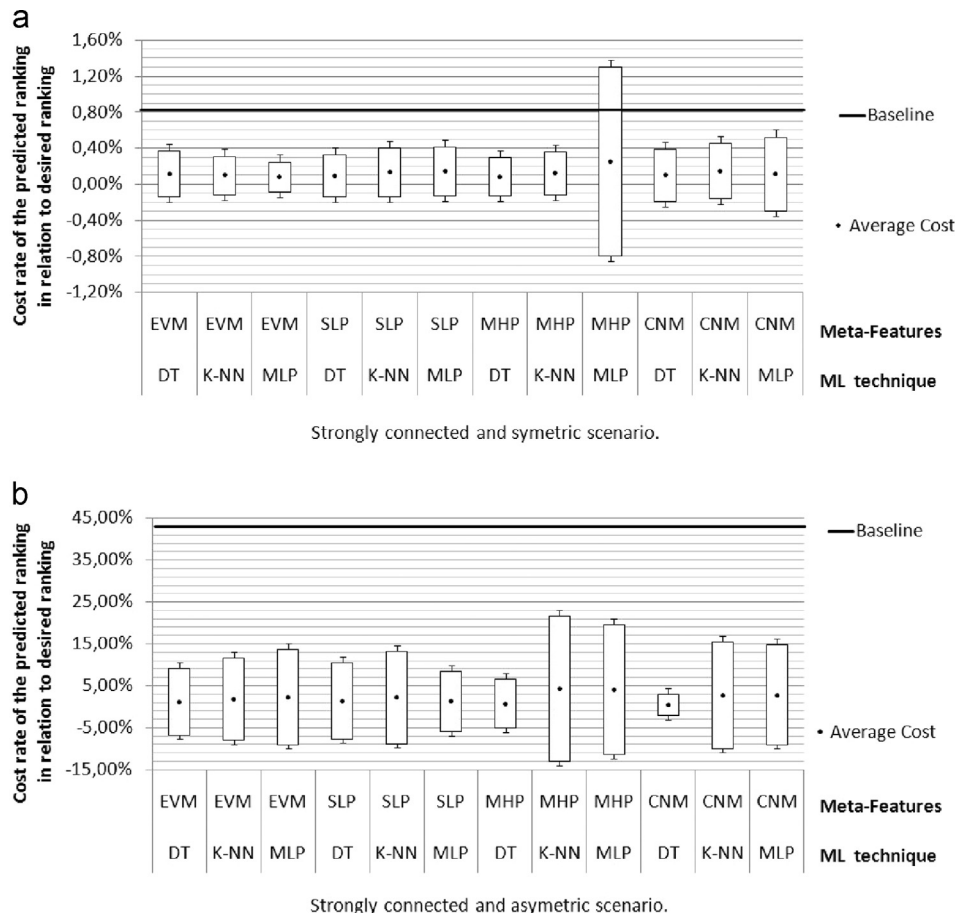 a
Cost rate of the predicted ranking
in relation to desired ranking
1,60%
1,20%
0,80%
0,40%
0,00%
-0,40%
-0,80%
-1,20%
Baseline
Average Cost
EVM EVM EVM SLP SLP SLP MHP MHP MHP CNM CNM CNM Meta-Features
DT K-NN MLP DT K-NN MLP DT K-NN MLP DT K-NN MLP ML technique
Strongly connected and symetric scenario.
b
Cost rate of the predicted ranking
in relation to desired ranking
45,00%
35,00%
25,00%
15,00%
5,00%
-5,00%
-15,00%
Baseline
Average Cost
EVM EVM EVM SLP SLP SLP MHP MHP MHP CNM CNM CNM Meta-Features
DT K-NN MLP DT K-NN MLP DT K-NN MLP DT K-NN MLP ML technique
Strongly connected and asymetric scenario.